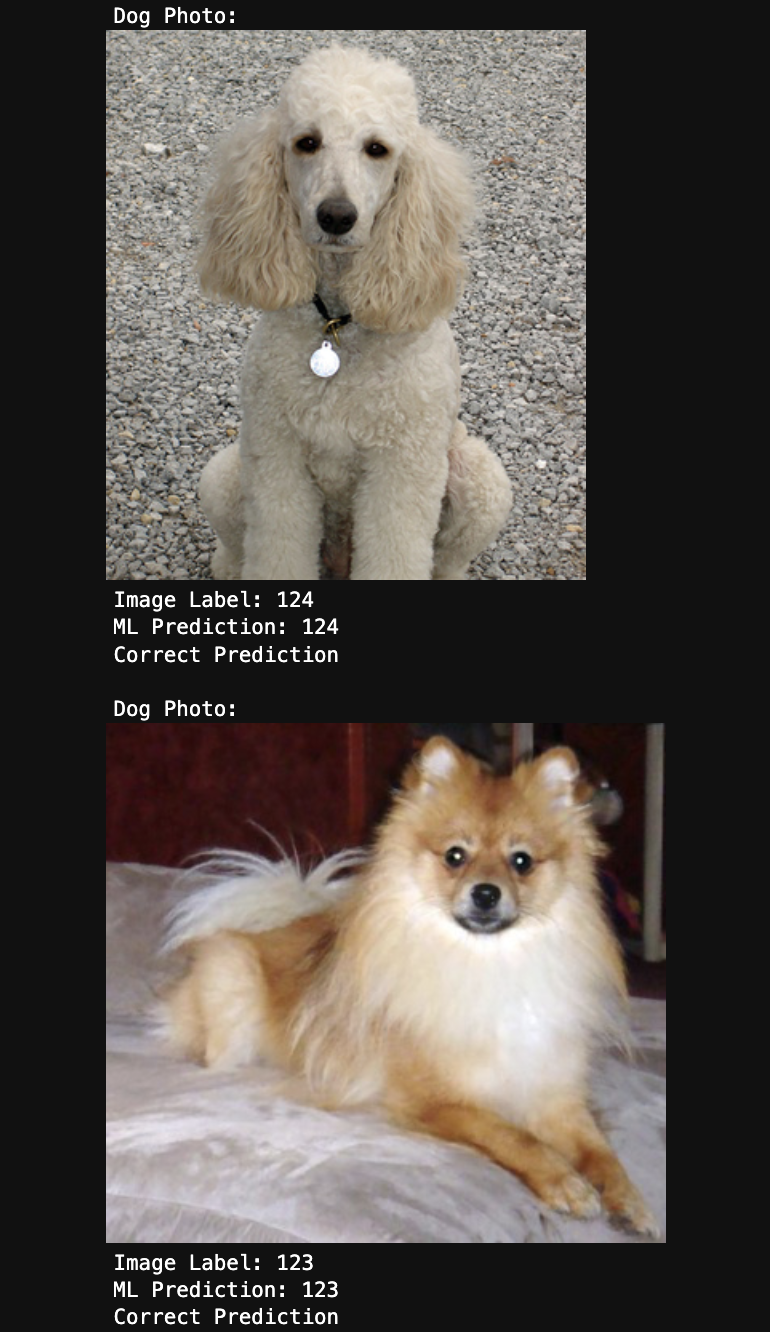 Dog Photo:
Image Label: 124
ML Prediction: 124
Correct Prediction
Dog Photo:
Image Label: 123
ML Prediction: 123
Correct Prediction